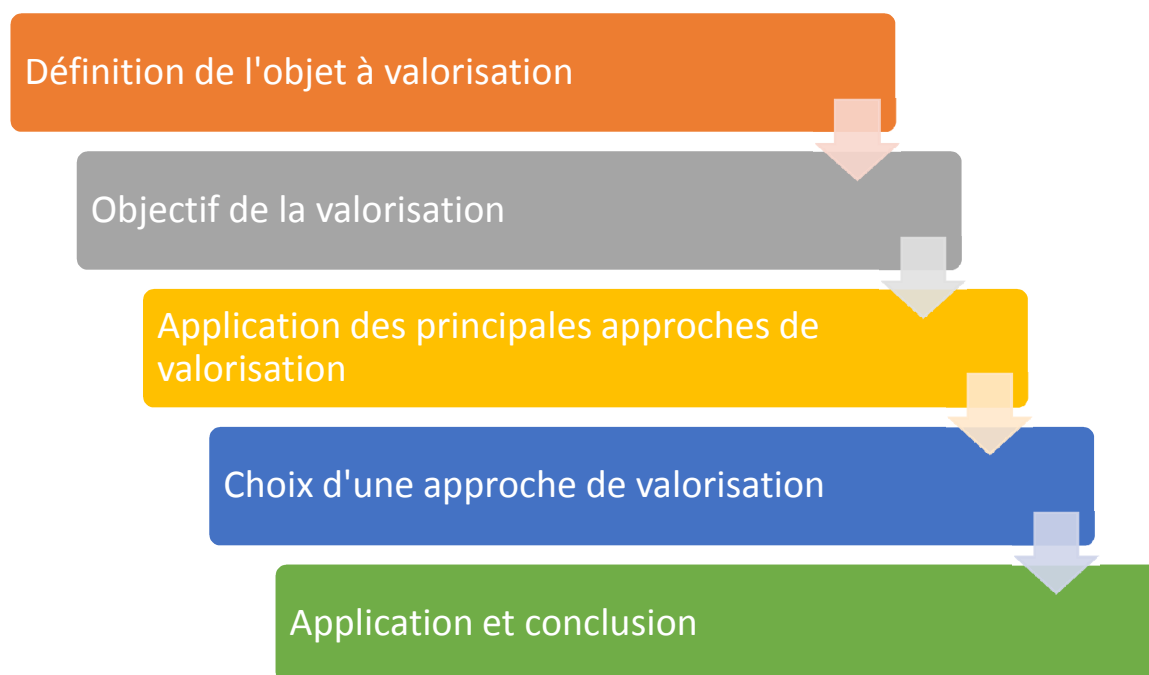 Définition de l'objet à valorisation
Objectif de la valorisation
Application des principales approches de
valorisation
Choix d'une approche de valorisation
Application et conclusion